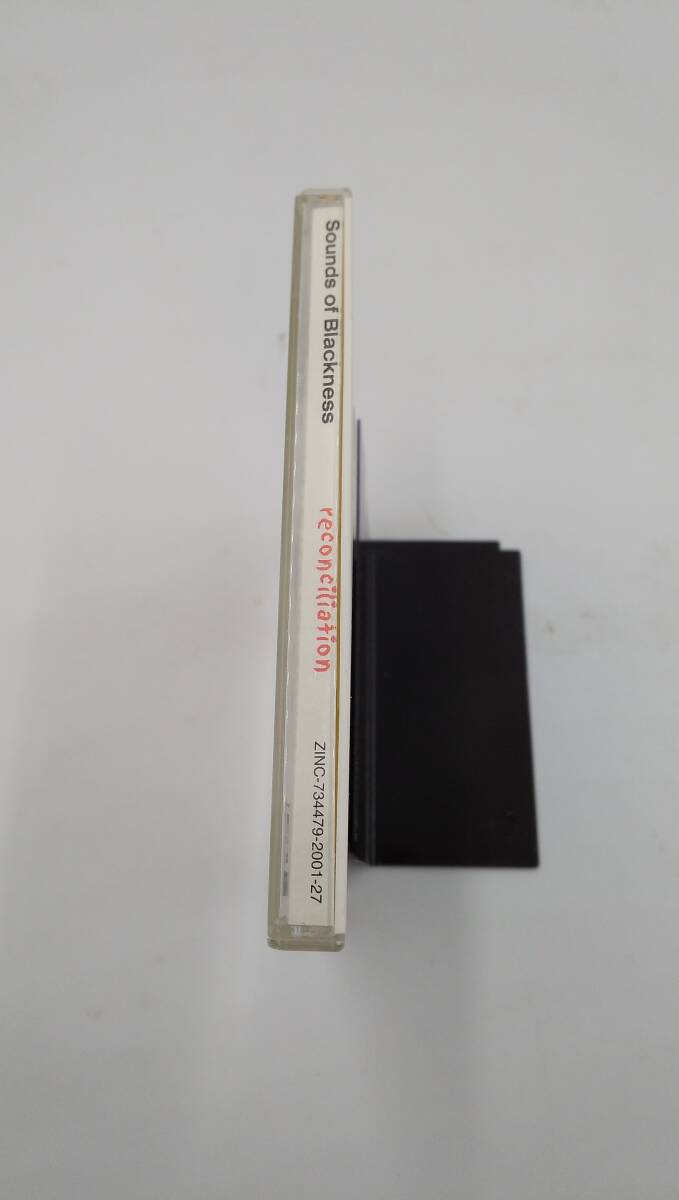 Sounds of Blackness
reconciliation
ZINC-734479-2001-27